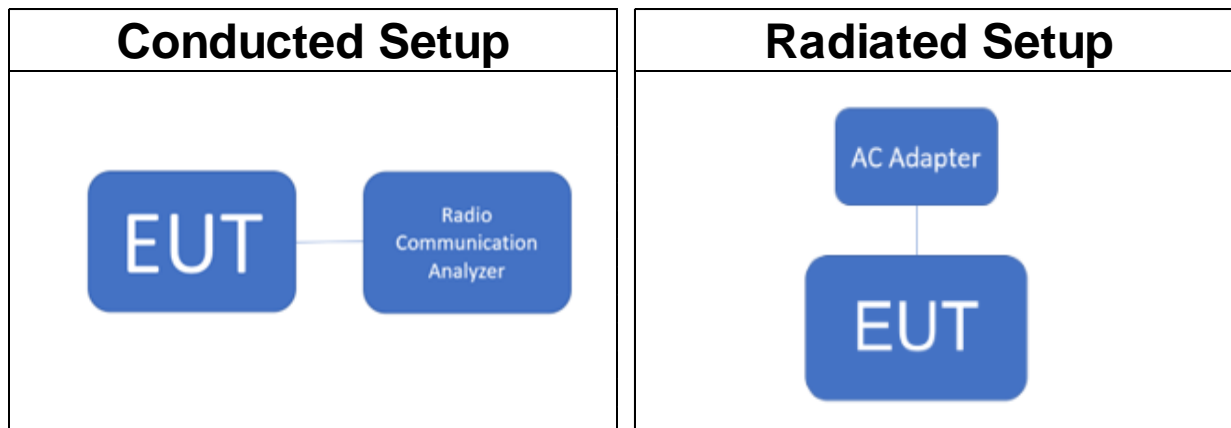 Conducted Setup
EUT
Radio
Communication
Analyzer
Radiated Setup
AC Adapter
EUT